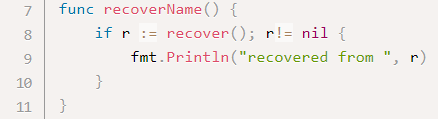 7 func recoverName() {
8 if r := recover(); r!= nil {
9 fmt.Println("recovered from ", r)
10 }
11 }